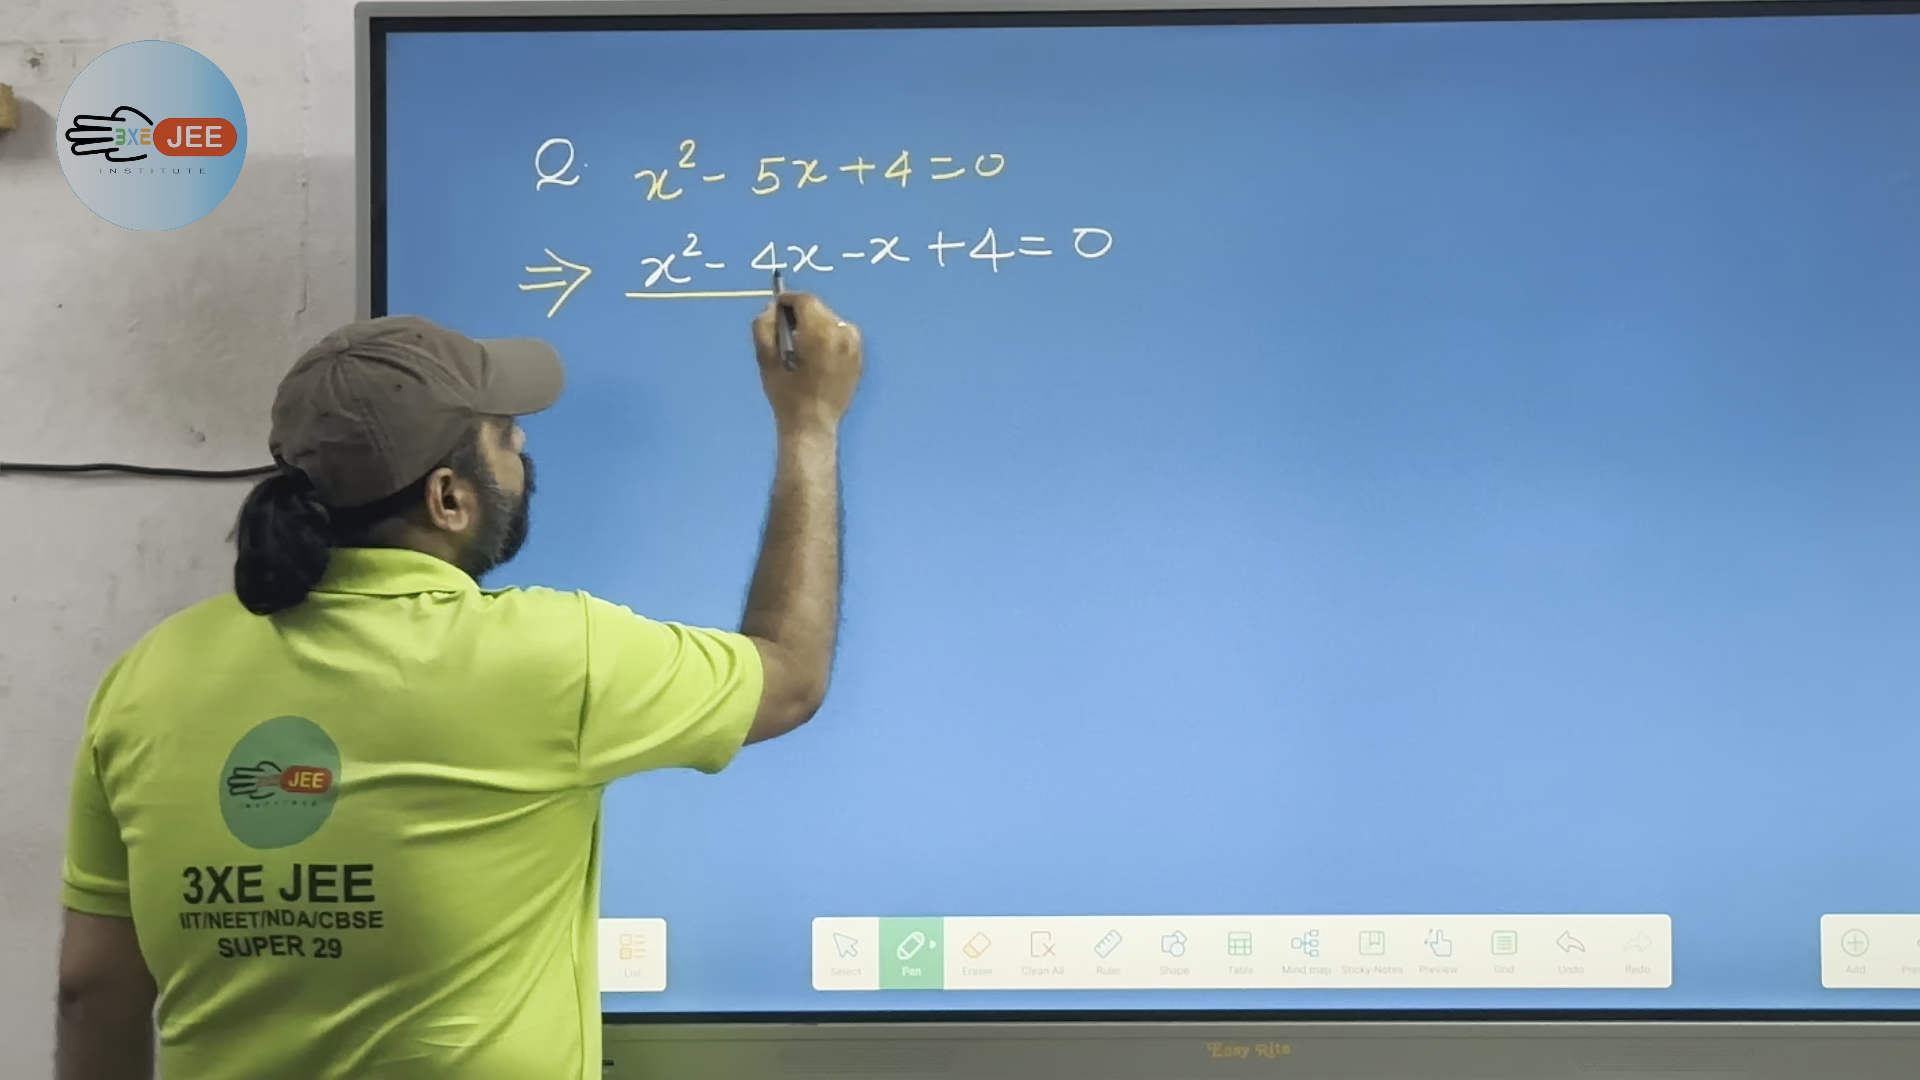 3XE JEE
INSTITUTE
Q. x² - 5x + 4 = 0
⇒ x² - 4x - x + 4 = 0
JEE
3XE JEE
IIT/NEET/NDA/CBSE
SUPER 29
List
Select Pen Eraser Clean All Ruler Shape Table Mind map Sticky Notes Preview Grid Undo Redo
Add
Easy Rite